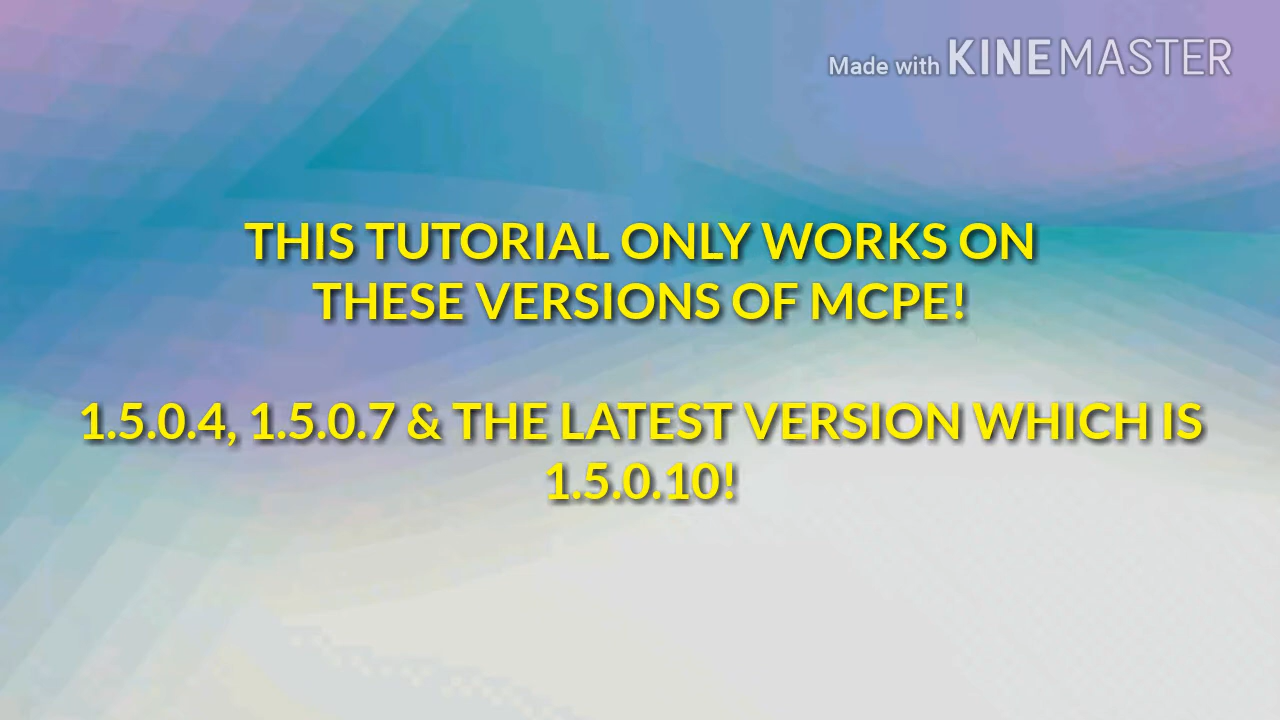 Made with KINEMASTER
THIS TUTORIAL ONLY WORKS ON
THESE VERSIONS OF MCPE!
1.5.0.4, 1.5.0.7 & THE LATEST VERSION WHICH IS
1.5.0.10!